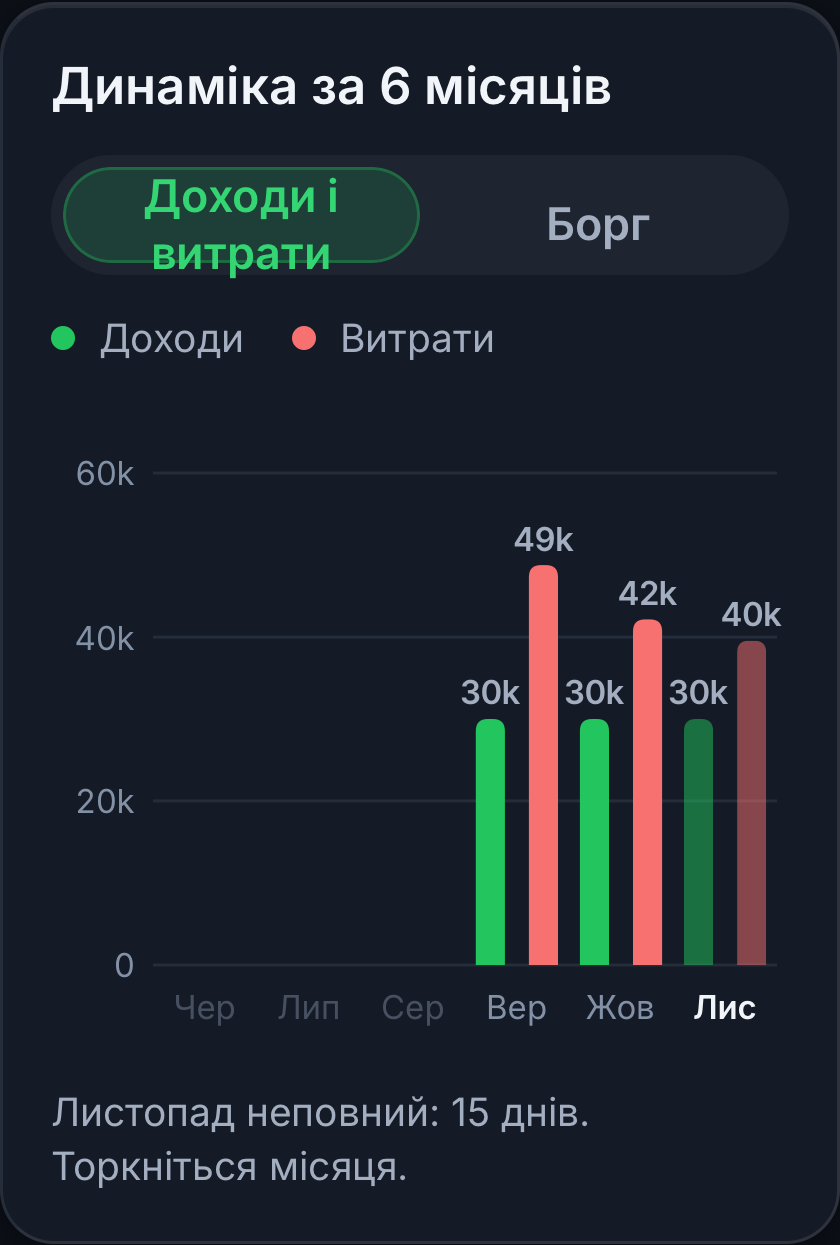 Динаміка за 6 місяців
Доходи і
витрати
Борг
Доходи
Витрати
60k
49k
42k
40k
40k
30k
30k
30k
20k
0
Чер
Лип
Сер
Вер
Жов
Лис
Листопад неповний: 15 днів.
Торкніться місяця.